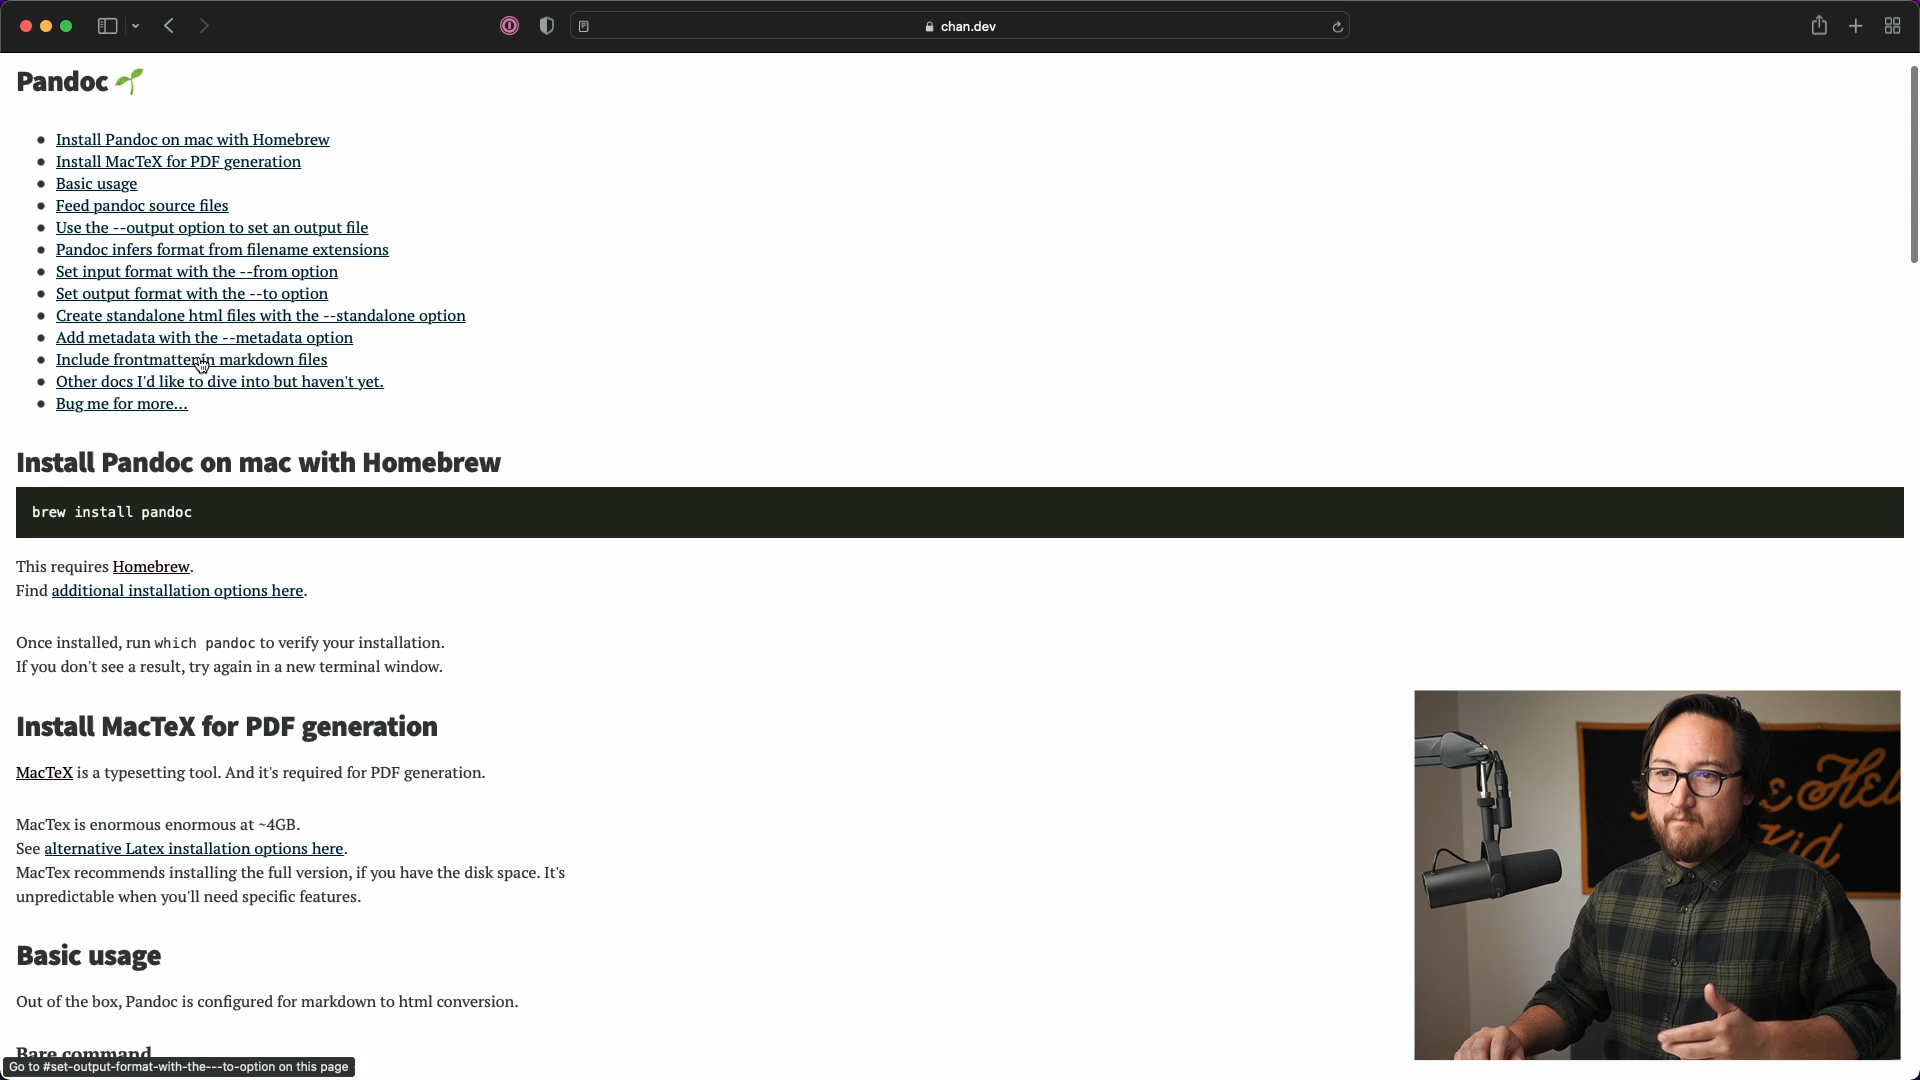 chan.dev
Pandoc
Install Pandoc on mac with Homebrew
Install MacTeX for PDF generation
Basic usage
Feed pandoc source files
Use the --output option to set an output file
Pandoc infers format from filename extensions
Set input format with the --from option
Set output format with the --to option
Create standalone html files with the --standalone option
Add metadata with the --metadata option
Include frontmatter in markdown files
Other docs I'd like to dive into but haven't yet.
Bug me for more...
Install Pandoc on mac with Homebrew
brew install pandoc
This requires Homebrew.
Find additional installation options here.
Once installed, run which pandoc to verify your installation.
If you don't see a result, try again in a new terminal window.
Install MacTeX for PDF generation
MacTeX is a typesetting tool. And it's required for PDF generation.
MacTex is enormous enormous at ~4GB.
See alternative Latex installation options here.
MacTex recommends installing the full version, if you have the disk space. It's
unpredictable when you'll need specific features.
Basic usage
Out of the box, Pandoc is configured for markdown to html conversion.
Bare command
Go to #set-output-format-with-the---to-option on this page